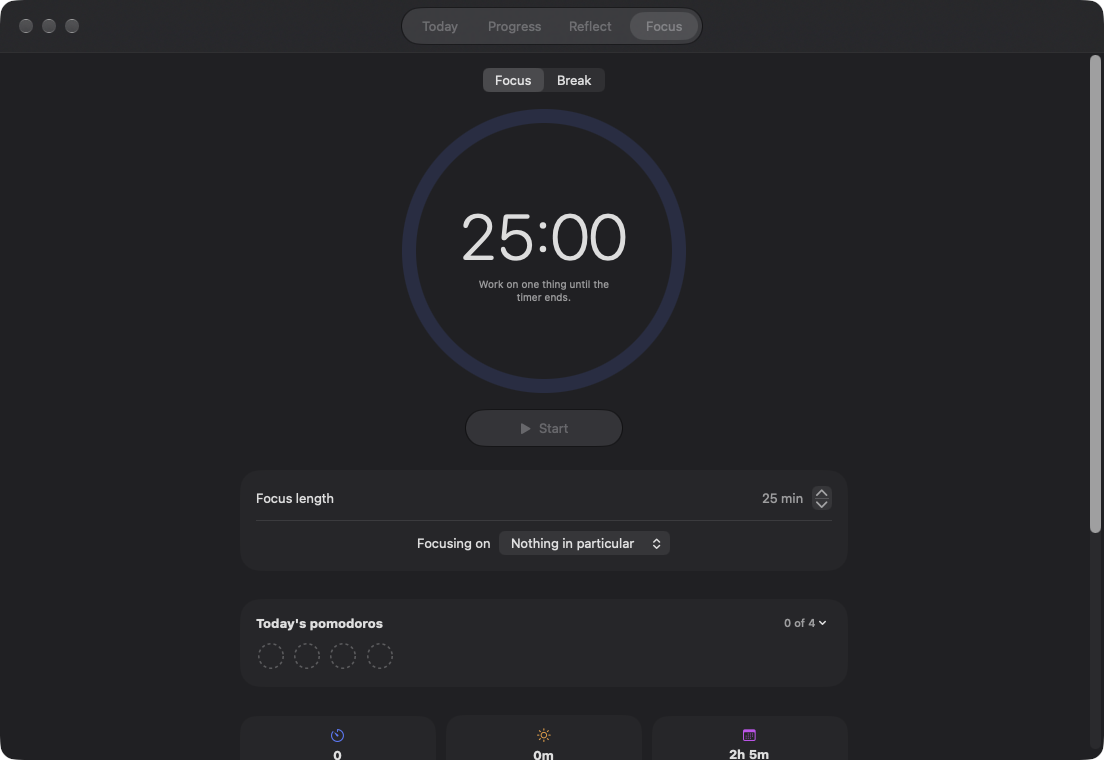 Today Progress Reflect Focus
Focus Break
25:00
Work on one thing until the
timer ends.
Start
Focus length 25 min
Focusing on Nothing in particular
Today's pomodoros 0 of 4
0 0m 2h 5m